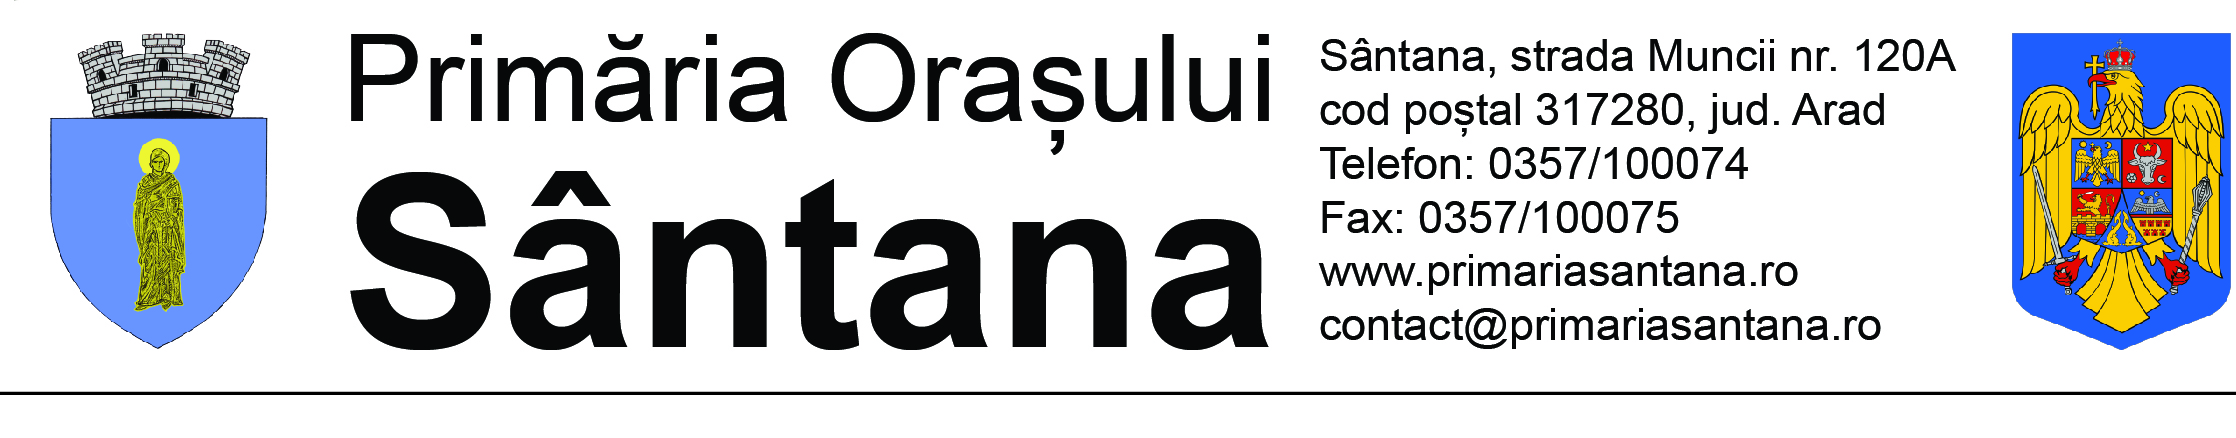 Primăria Orașului
Sântana
Sântana, strada Muncii nr. 120A
cod poștal 317280, jud. Arad
Telefon: 0357/100074
Fax: 0357/100075
www.primariasantana.ro
contact@primariasantana.ro